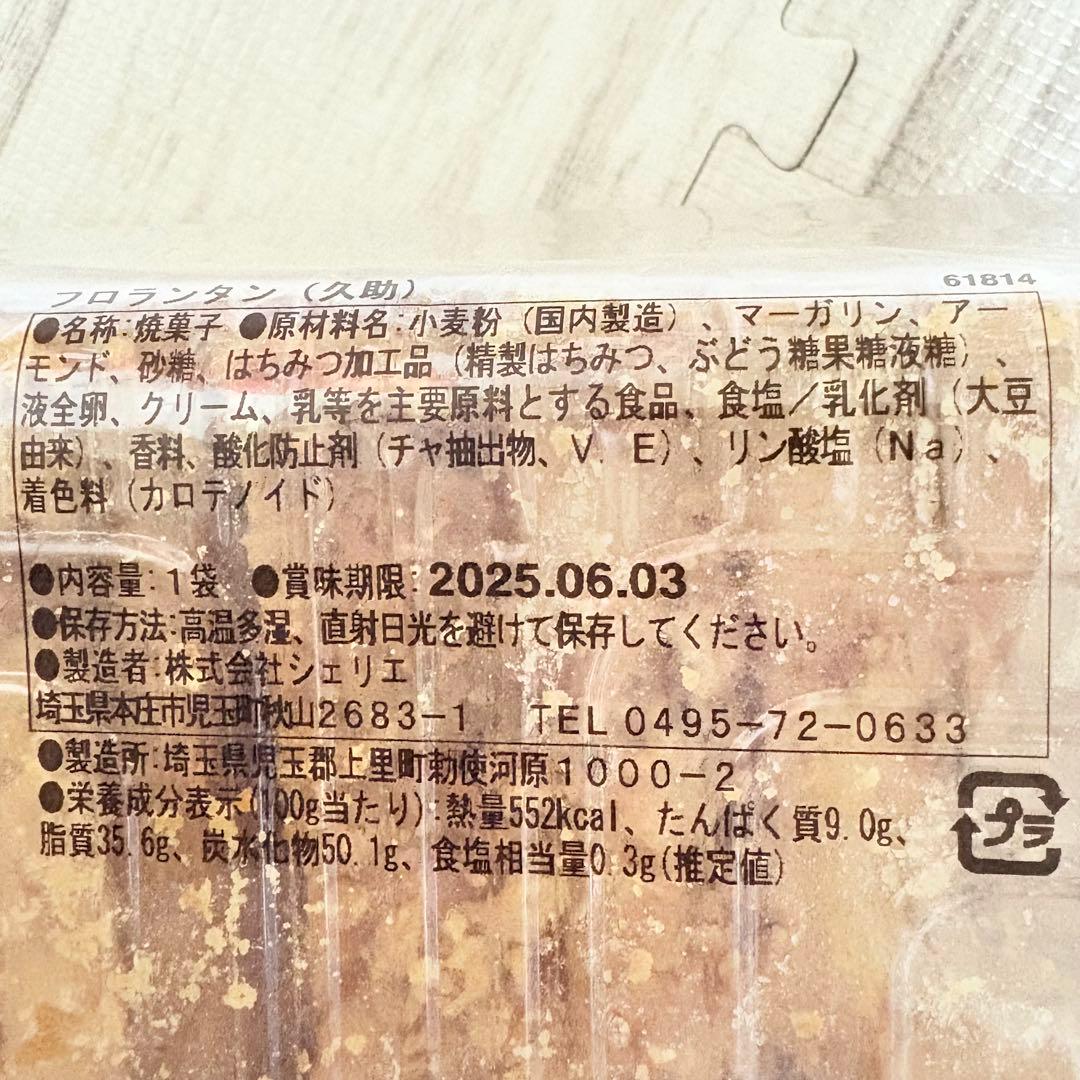 フロランタン（久助）
61814
●名称：焼菓子 ●原材料名：小麦粉（国内製造）、マーガリン、アー
モンド、砂糖、はちみつ加工品（精製はちみつ、ぶどう糖果糖液糖）、
液全卵、クリーム、乳等を主要原料とする食品、食塩／乳化剤（大豆
由来）、香料、酸化防止剤（チャ抽出物、V．E）、リン酸塩（Na）、
着色料（カロテノイド）
●内容量：1袋 ●賞味期限：2025.06.03
●保存方法：高温多湿、直射日光を避けて保存してください。
●製造者：株式会社シェリエ
埼玉県本庄市児玉町秋山2683-1 TEL 0495-72-0633
●製造所：埼玉県児玉郡上里町勅使河原1000-2
●栄養成分表示（100g当たり）：熱量552kcal、たんぱく質9.0g、
脂質35.6g、炭水化物50.1g、食塩相当量0.3g（推定値）
プラ